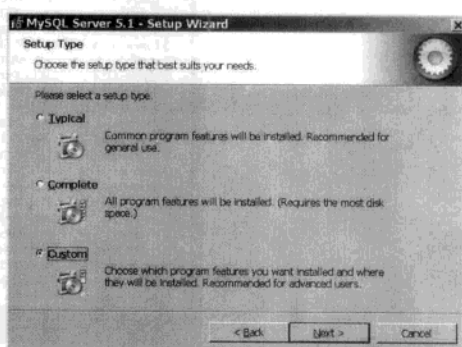 MySQL Server 5.1 - Setup Wizard
Setup Type
Choose the setup type that best suits your needs.
Please select a setup type.
Typical
Common program features will be installed. Recommended for
general use.
Complete
All program features will be installed. (Requires the most disk
space.)
Custom
Choose which program features you want installed and where
they will be installed. Recommended for advanced users.
< Back
Next >
Cancel